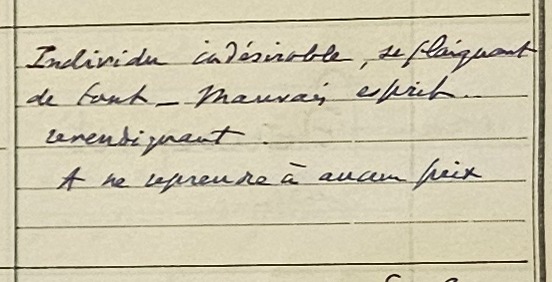 Individu indésirable, se plaignant
de tout _ Mauvais esprit.
revendiquant.
A ne reprendre à aucun prix